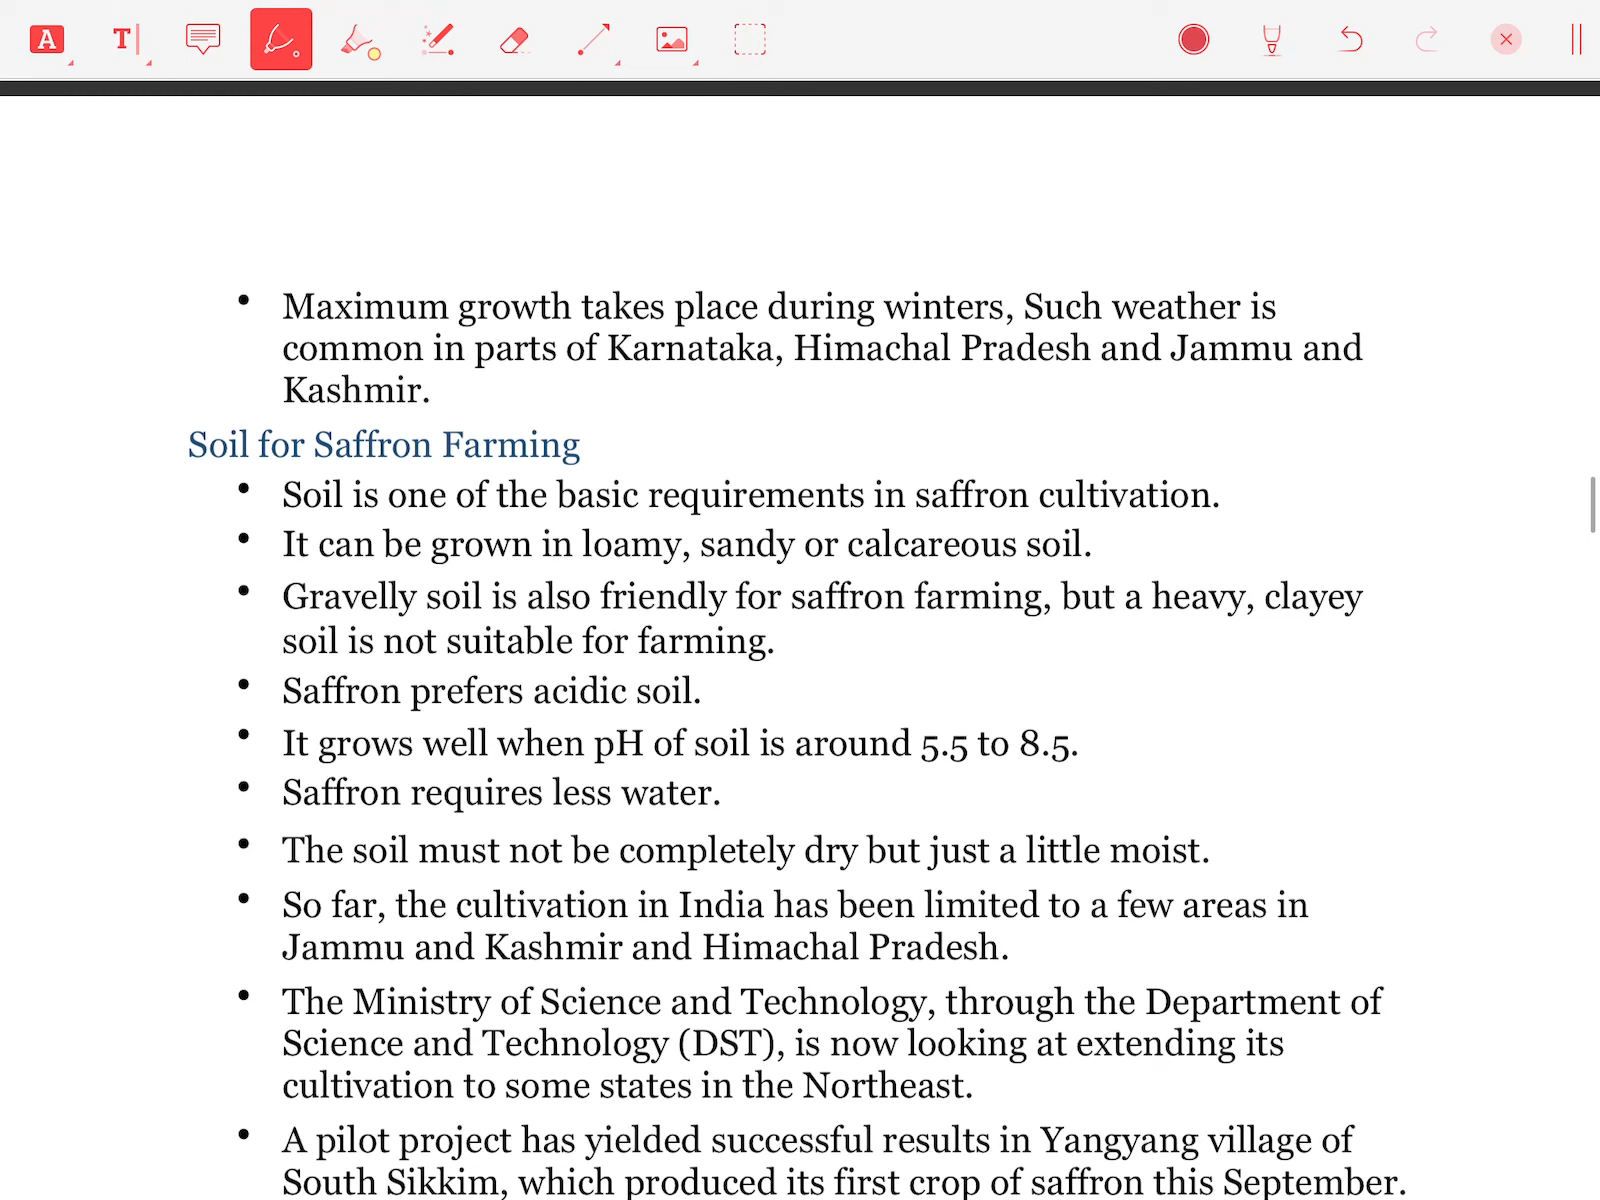 A
T
• Maximum growth takes place during winters, Such weather is
common in parts of Karnataka, Himachal Pradesh and Jammu and
Kashmir.
Soil for Saffron Farming
• Soil is one of the basic requirements in saffron cultivation.
• It can be grown in loamy, sandy or calcareous soil.
• Gravelly soil is also friendly for saffron farming, but a heavy, clayey
soil is not suitable for farming.
• Saffron prefers acidic soil.
• It grows well when pH of soil is around 5.5 to 8.5.
• Saffron requires less water.
• The soil must not be completely dry but just a little moist.
• So far, the cultivation in India has been limited to a few areas in
Jammu and Kashmir and Himachal Pradesh.
• The Ministry of Science and Technology, through the Department of
Science and Technology (DST), is now looking at extending its
cultivation to some states in the Northeast.
• A pilot project has yielded successful results in Yangyang village of
South Sikkim, which produced its first crop of saffron this September.